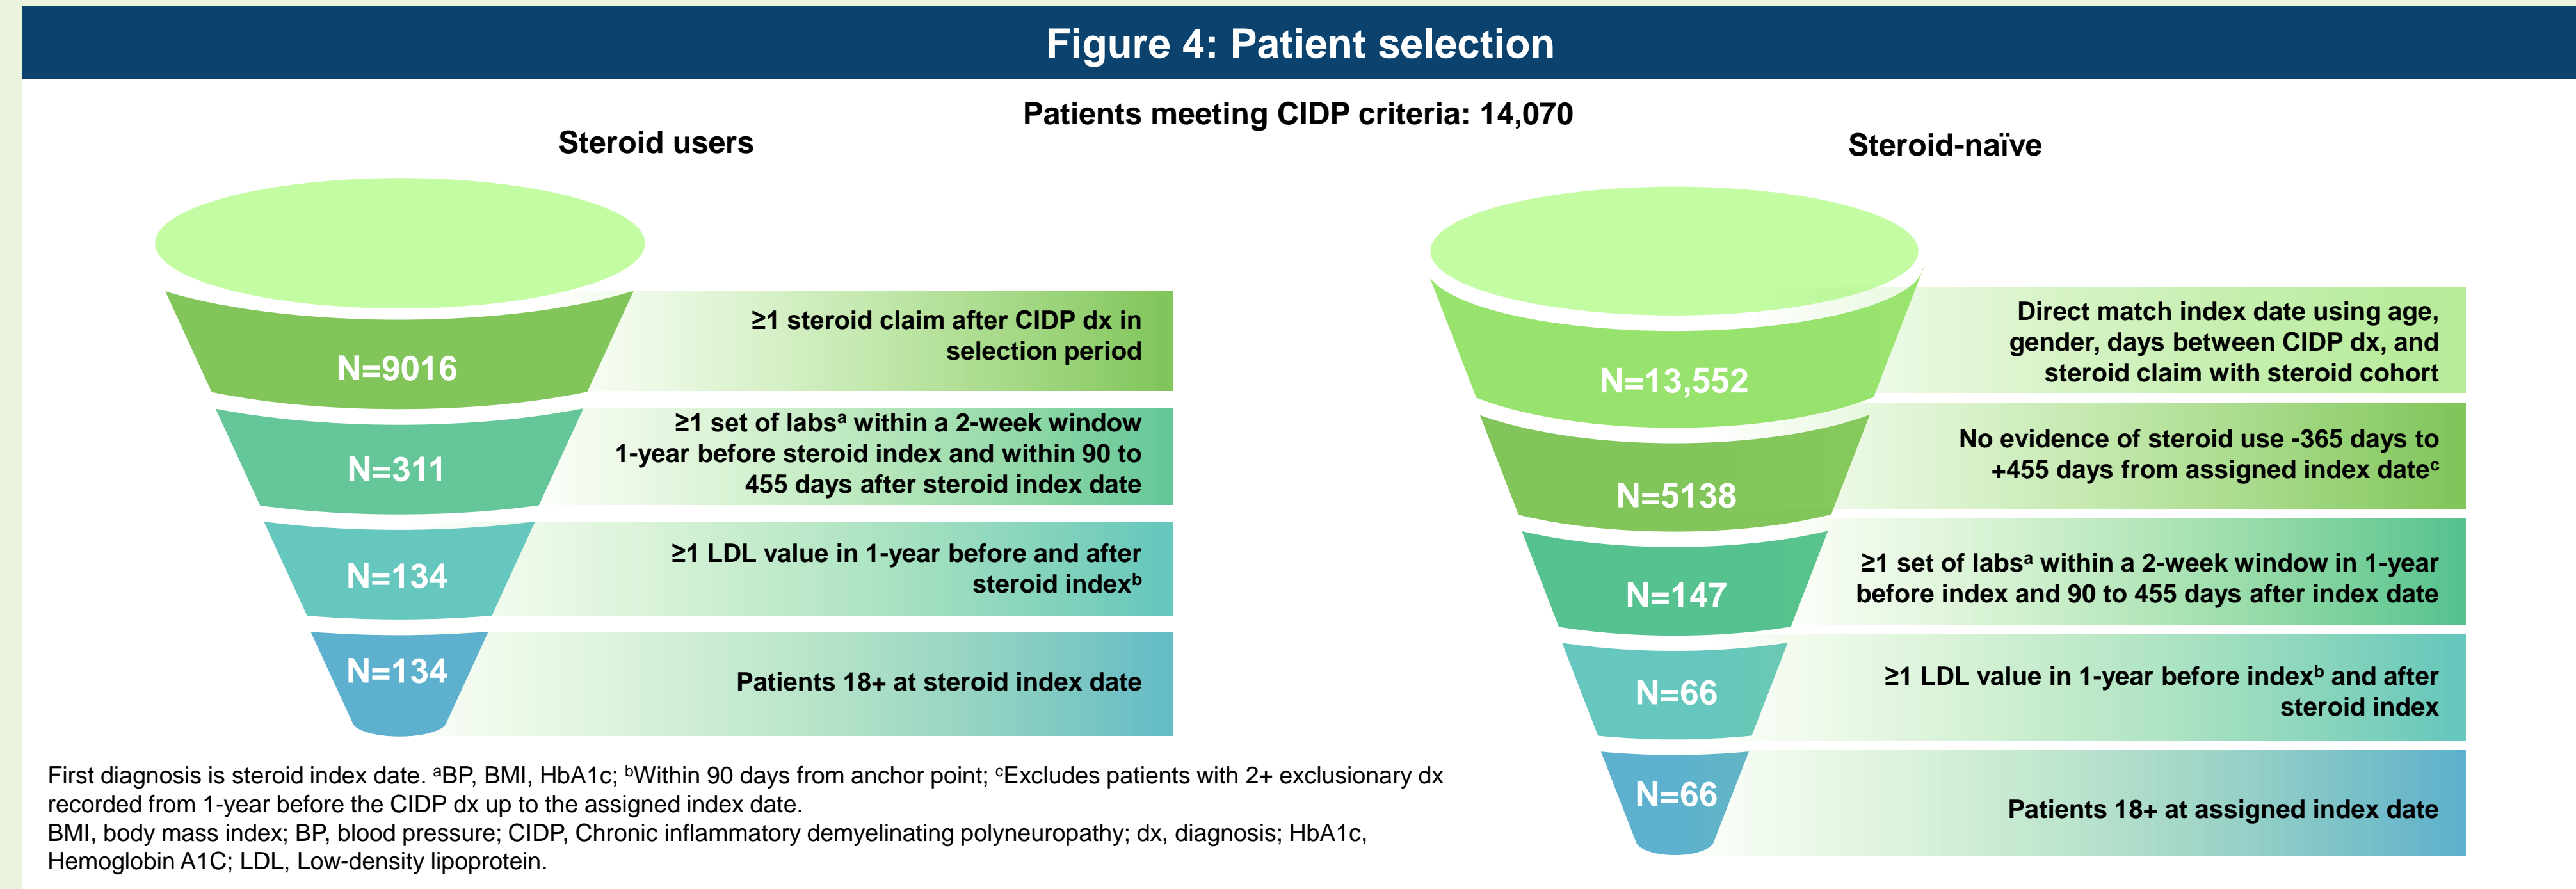 Figure 4: Patient selection
Patients meeting CIDP criteria: 14,070
Steroid users
N=9016
≥1 steroid claim after CIDP dx in
selection period
N=311
≥1 set of labsᵃ within a 2-week window
1-year before steroid index and within 90 to
455 days after steroid index date
N=134
≥1 LDL value in 1-year before and after
steroid indexᵇ
N=134
Patients 18+ at steroid index date
Steroid-naïve
N=13,552
Direct match index date using age,
gender, days between CIDP dx, and
steroid claim with steroid cohort
N=5138
No evidence of steroid use -365 days to
+455 days from assigned index dateᶜ
N=147
≥1 set of labsᵃ within a 2-week window in 1-year
before index and 90 to 455 days after index date
N=66
≥1 LDL value in 1-year before indexᵇ and after
steroid index
N=66
Patients 18+ at assigned index date
First diagnosis is steroid index date. ᵃBP, BMI, HbA1c; ᵇWithin 90 days from anchor point; ᶜExcludes patients with 2+ exclusionary dx
recorded from 1-year before the CIDP dx up to the assigned index date.
BMI, body mass index; BP, blood pressure; CIDP, Chronic inflammatory demyelinating polyneuropathy; dx, diagnosis; HbA1c,
Hemoglobin A1C; LDL, Low-density lipoprotein.